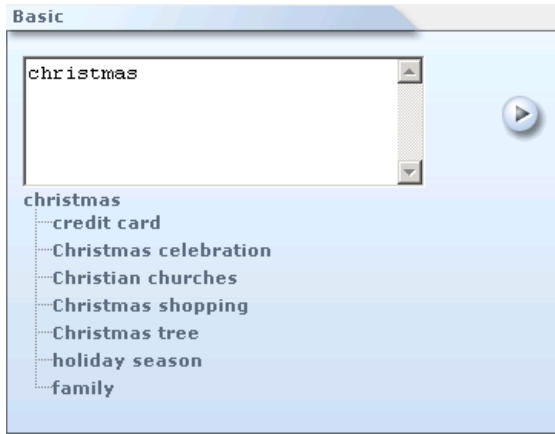 Basic
christmas
christmas
credit card
Christmas celebration
Christian churches
Christmas shopping
Christmas tree
holiday season
family